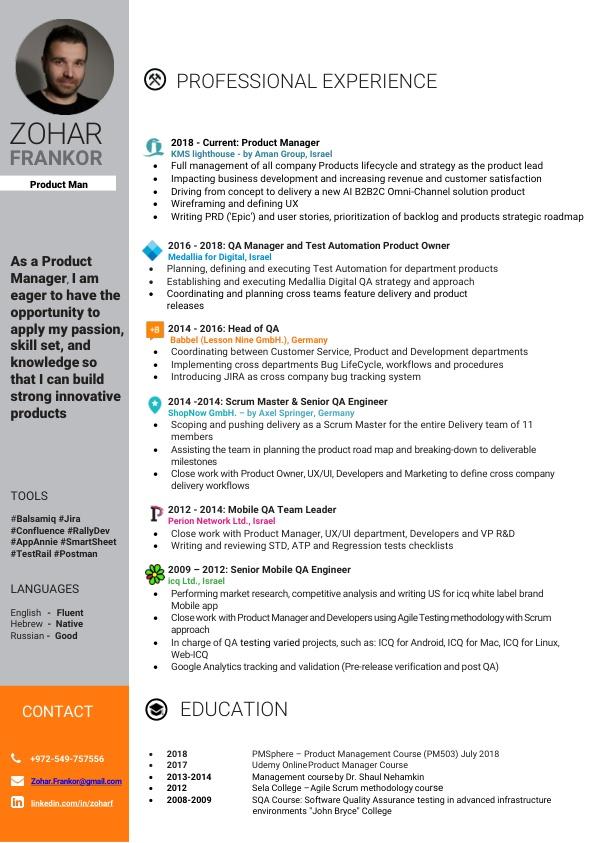 ZOHAR
FRANKOR
Product Man
As a Product
Manager, I am
eager to have the
opportunity to
apply my passion,
skill set, and
knowledge so
that I can build
strong innovative
products
TOOLS
#Balsamiq #Jira
#Confluence #RallyDev
#AppAnnie #SmartSheet
#TestRail #Postman
LANGUAGES
English - Fluent
Hebrew - Native
Russian - Good
CONTACT
+972-549-757556
Zohar.Frankor@gmail.com
linkedin.com/in/zoharf
PROFESSIONAL EXPERIENCE
2018 - Current: Product Manager
KMS lighthouse - by Aman Group, Israel
• Full management of all company Products lifecycle and strategy as the product lead
• Impacting business development and increasing revenue and customer satisfaction
• Driving from concept to delivery a new AI B2B2C Omni-Channel solution product
• Wireframing and defining UX
• Writing PRD ('Epic') and user stories, prioritization of backlog and products strategic roadmap
2016 - 2018: QA Manager and Test Automation Product Owner
Medallia for Digital, Israel
• Planning, defining and executing Test Automation for department products
• Establishing and executing Medallia Digital QA strategy and approach
• Coordinating and planning cross teams feature delivery and product
releases
+B
2014 - 2016: Head of QA
Babbel (Lesson Nine GmbH.), Germany
• Coordinating between Customer Service, Product and Development departments
• Implementing cross departments Bug LifeCycle, workflows and procedures
• Introducing JIRA as cross company bug tracking system
2014 -2014: Scrum Master & Senior QA Engineer
ShopNow GmbH. – by Axel Springer, Germany
• Scoping and pushing delivery as a Scrum Master for the entire Delivery team of 11
members
• Assisting the team in planning the product road map and breaking-down to deliverable
milestones
• Close work with Product Owner, UX/UI, Developers and Marketing to define cross company
delivery workflows
2012 - 2014: Mobile QA Team Leader
Perion Network Ltd., Israel
• Close work with Product Manager, UX/UI department, Developers and VP R&D
• Writing and reviewing STD, ATP and Regression tests checklists
2009 – 2012: Senior Mobile QA Engineer
icq Ltd., Israel
• Performing market research, competitive analysis and writing US for icq white label brand
Mobile app
• Close work with Product Manager and Developers using Agile Testing methodology with Scrum
approach
• In charge of QA testing varied projects, such as: ICQ for Android, ICQ for Mac, ICQ for Linux,
Web-ICQ
• Google Analytics tracking and validation (Pre-release verification and post QA)
EDUCATION
• 2018 PMSphere – Product Management Course (PM503) July 2018
• 2017 Udemy Online Product Manager Course
• 2013-2014 Management course by Dr. Shaul Nehamkin
• 2012 Sela College – Agile Scrum methodology course
• 2008-2009 SQA Course: Software Quality Assurance testing in advanced infrastructure
environments "John Bryce" College